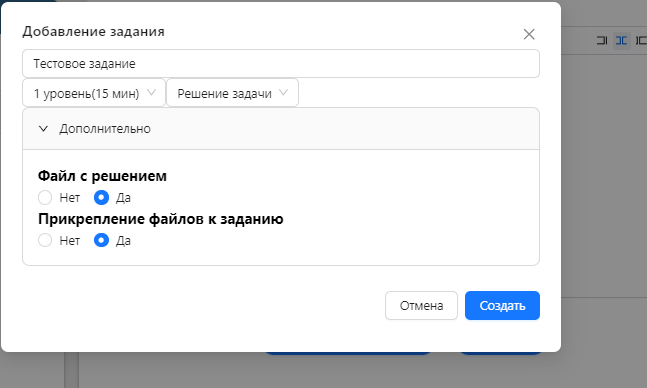 Добавление задания
Тестовое задание
1 уровень(15 мин) Решение задачи
Дополнительно
Файл с решением
Нет Да
Прикрепление файлов к заданию
Нет Да
Отмена Создать